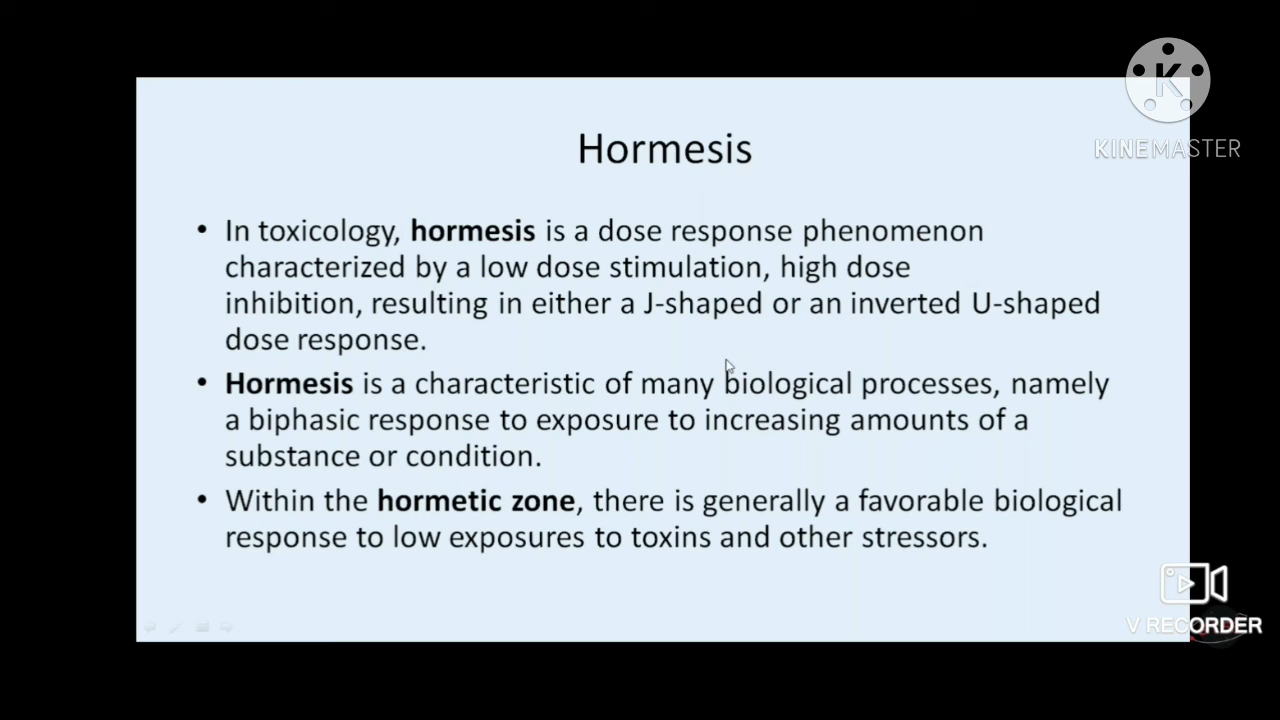 K
KINEMASTER
Hormesis
• In toxicology, hormesis is a dose response phenomenon
characterized by a low dose stimulation, high dose
inhibition, resulting in either a J-shaped or an inverted U-shaped
dose response.
• Hormesis is a characteristic of many biological processes, namely
a biphasic response to exposure to increasing amounts of a
substance or condition.
• Within the hormetic zone, there is generally a favorable biological
response to low exposures to toxins and other stressors.
V RECORDER